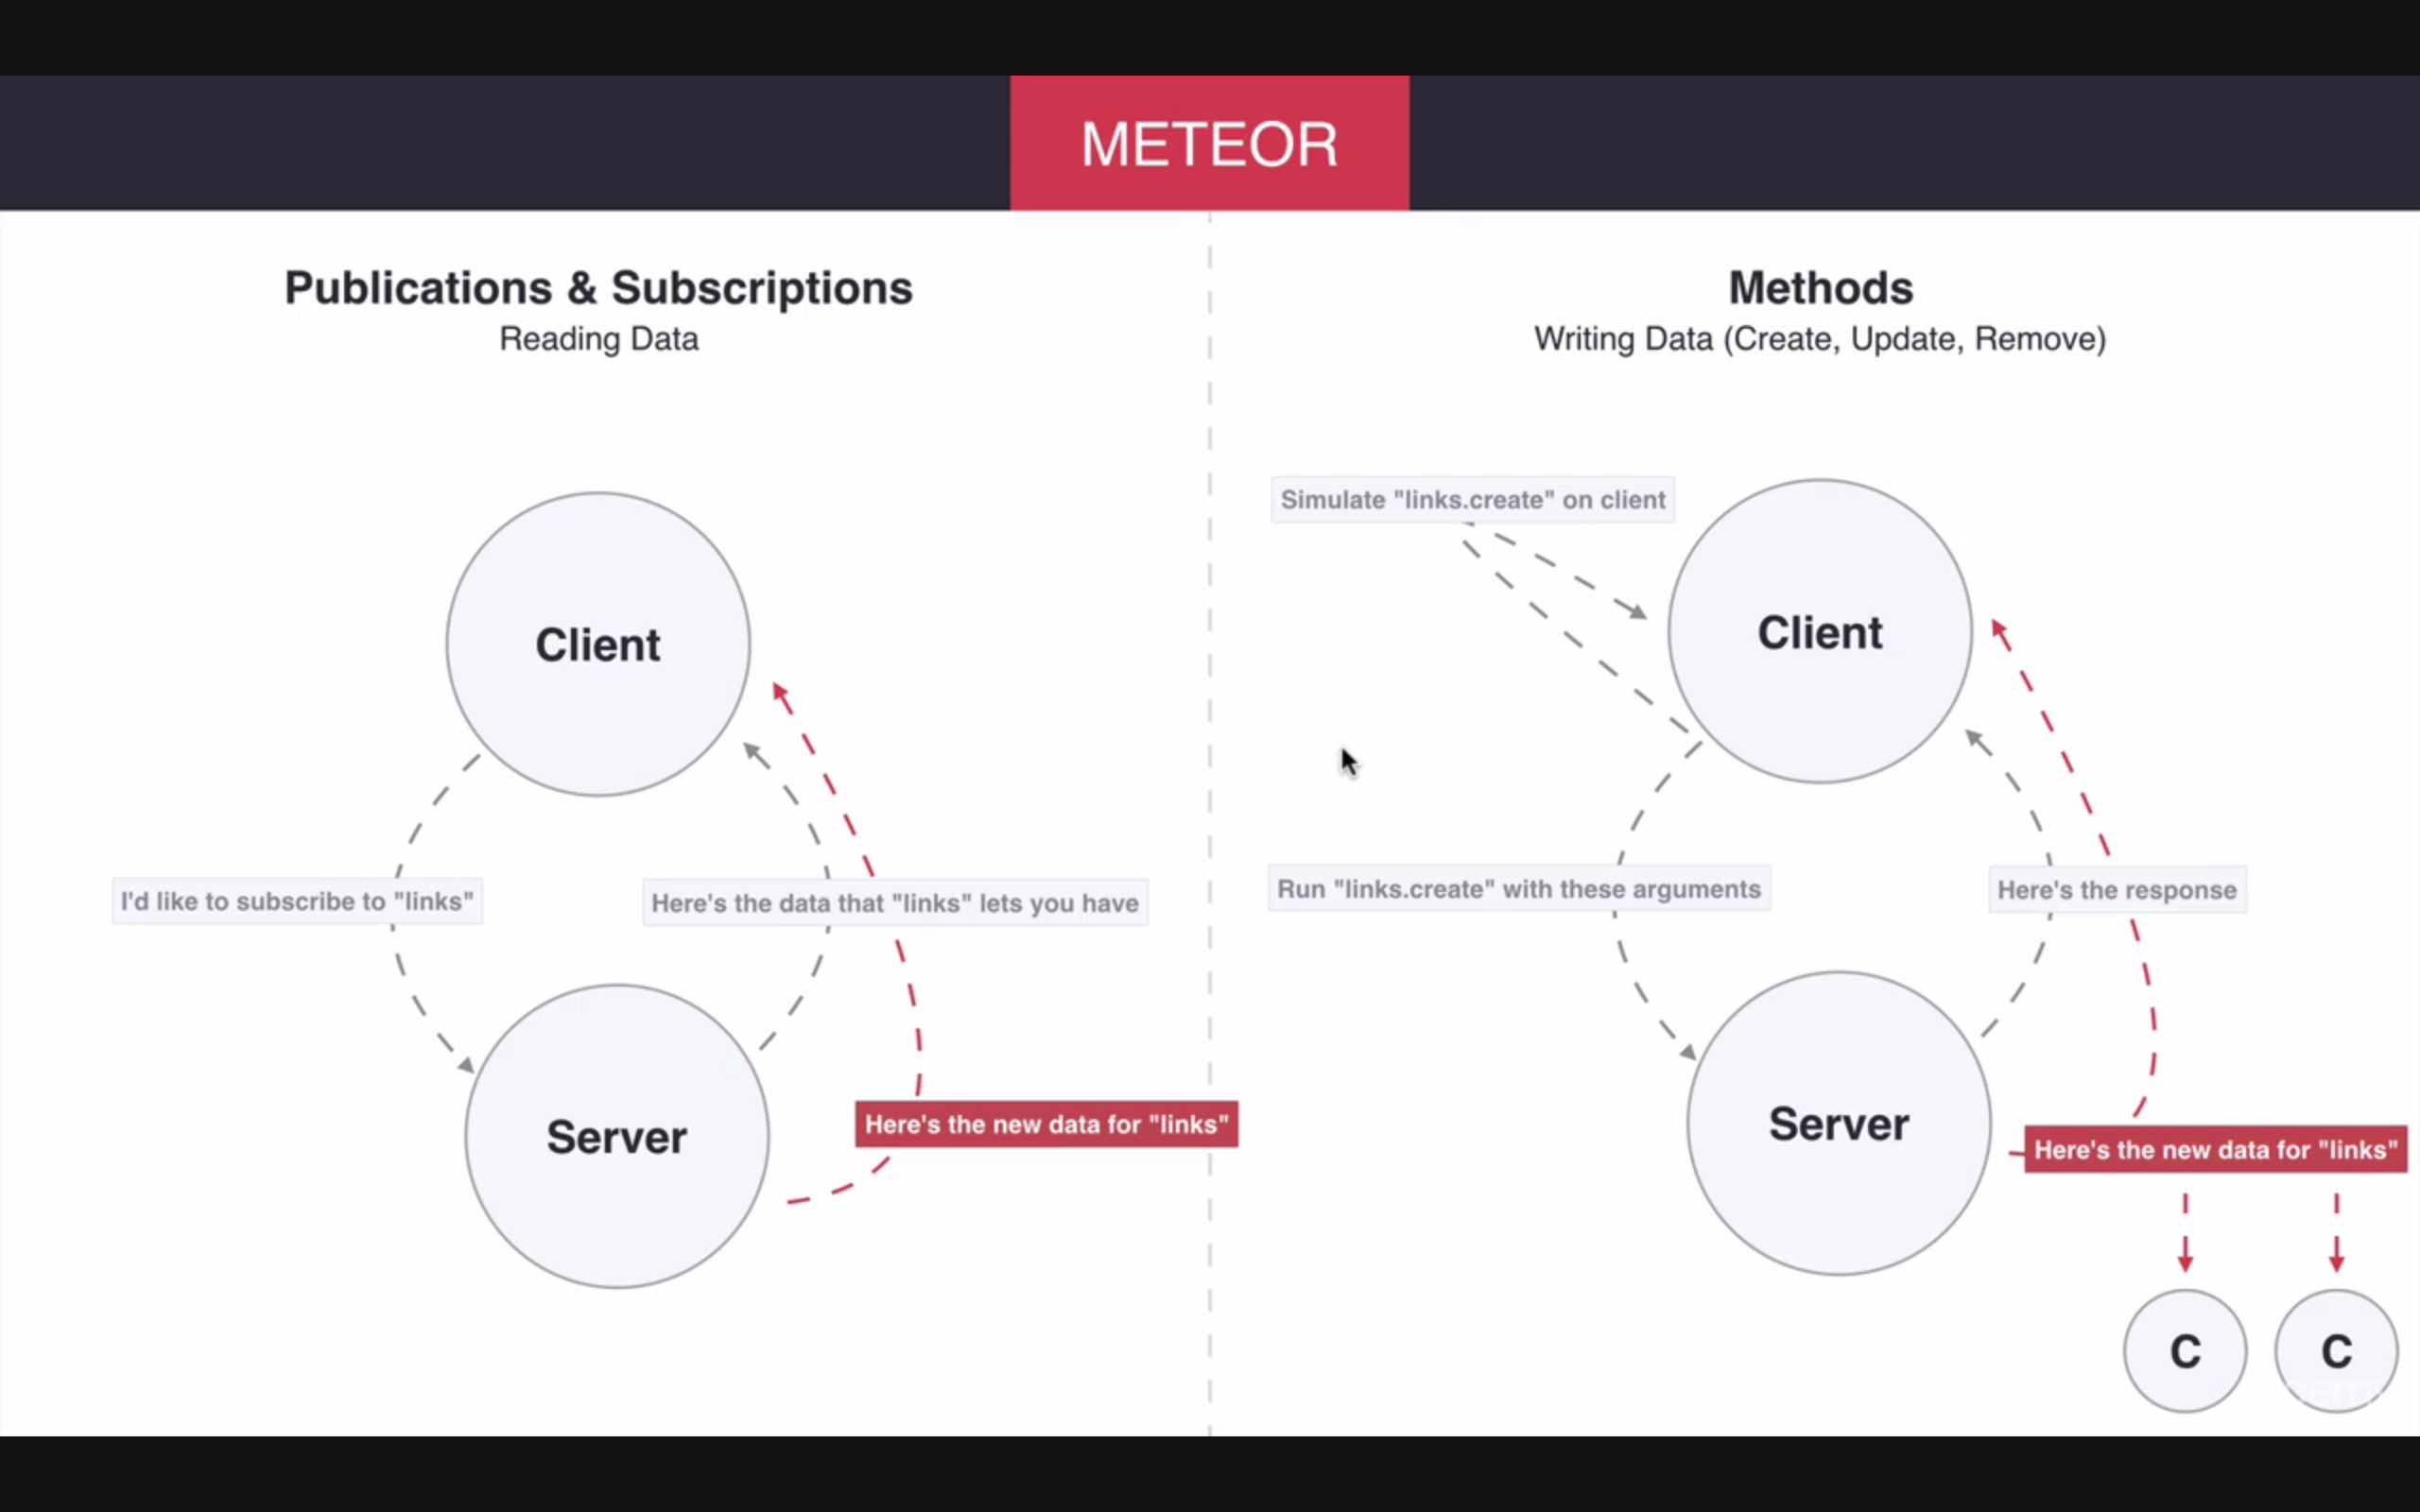 METEOR
Publications & Subscriptions
Reading Data
Client
I'd like to subscribe to "links"
Here's the data that "links" lets you have
Server
Here's the new data for "links"
Methods
Writing Data (Create, Update, Remove)
Simulate "links.create" on client
Client
Run "links.create" with these arguments
Here's the response
Server
Here's the new data for "links"
C
C